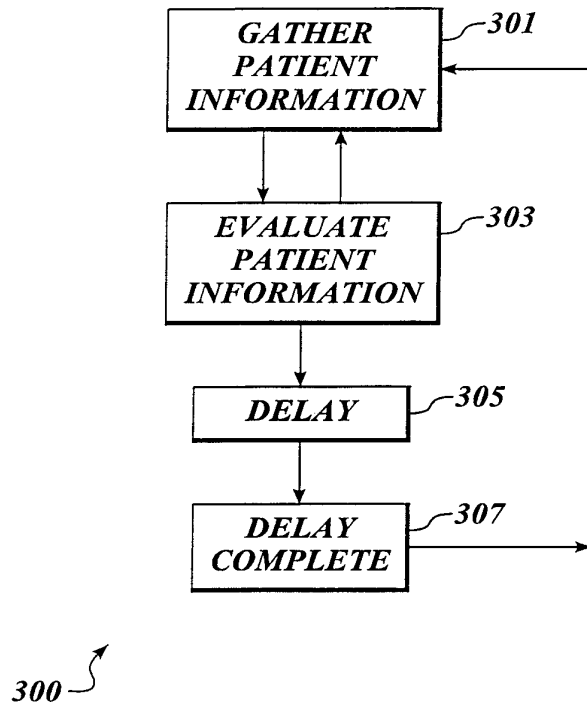 GATHER
PATIENT
INFORMATION
301
EVALUATE
PATIENT
INFORMATION
303
DELAY
305
DELAY
COMPLETE
307
300